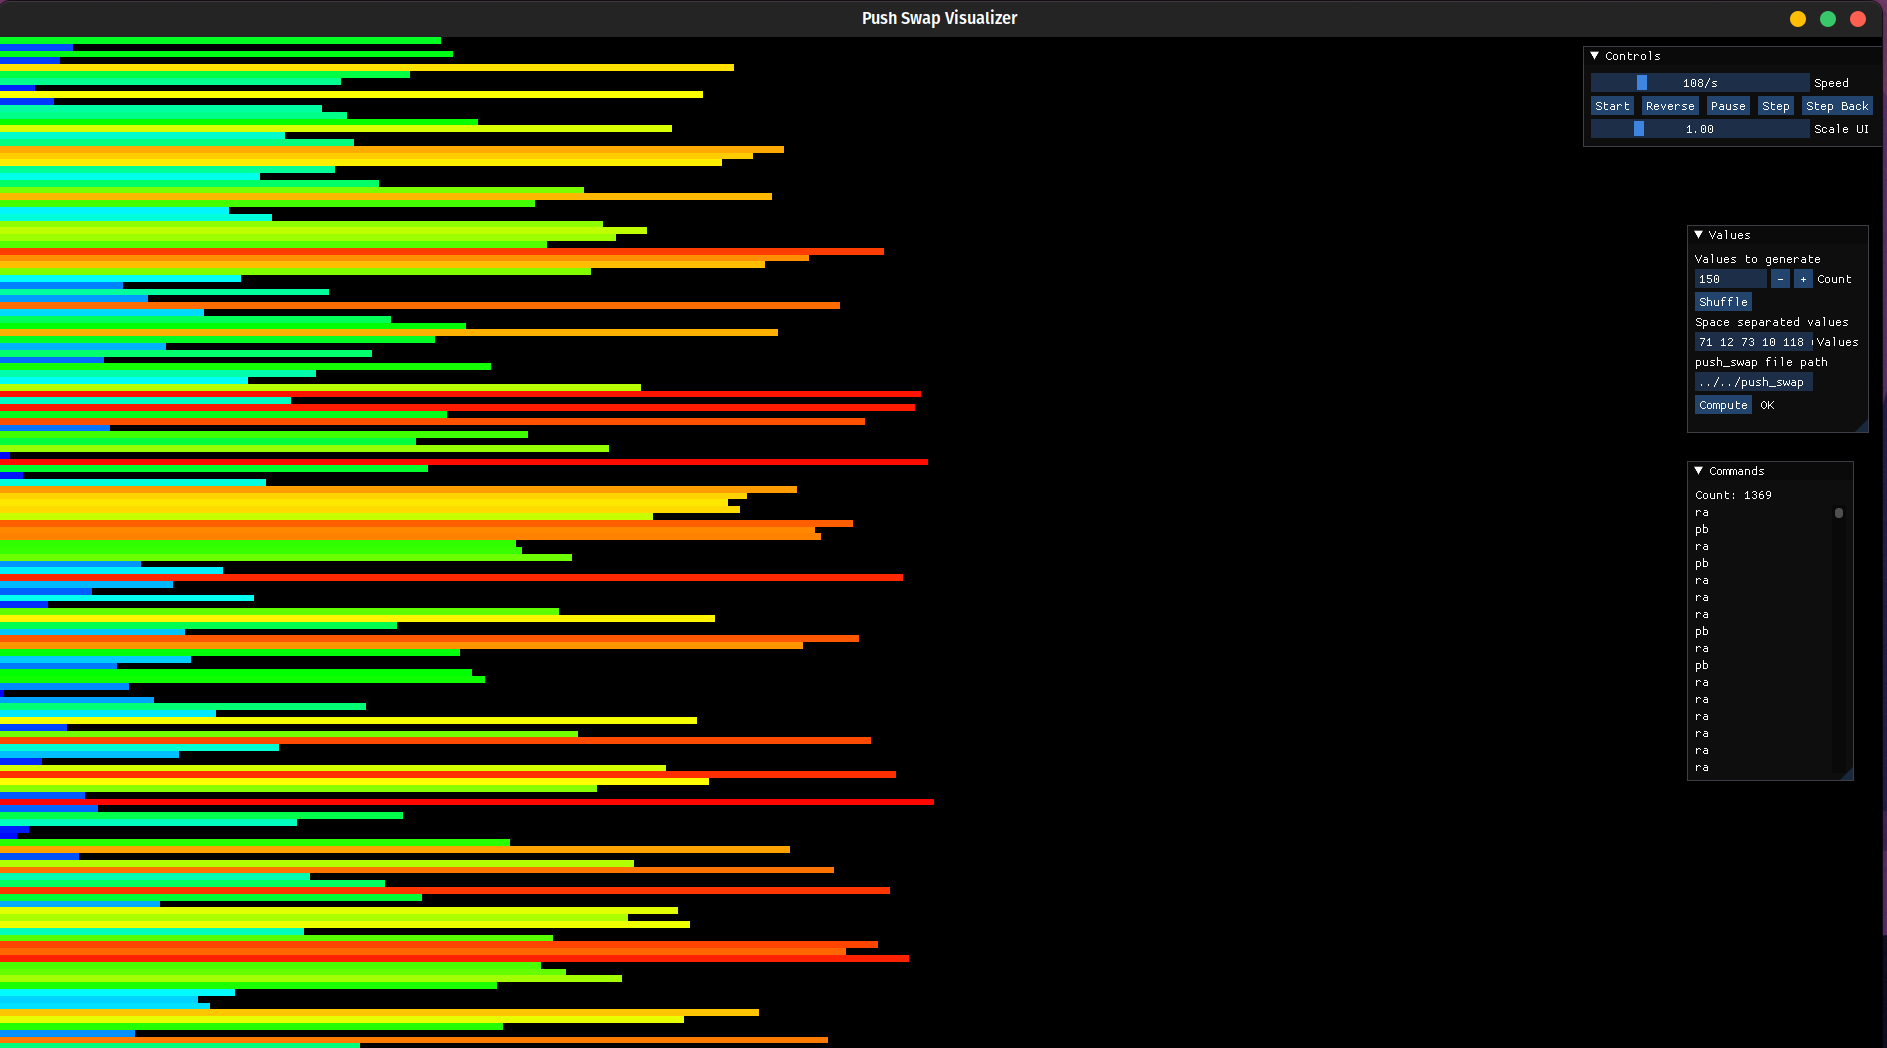 Push Swap Visualizer
Controls
108/s Speed
Start Reverse Pause Step Step Back
1.00 Scale UI
Values
Values to generate
150 - + Count
Shuffle
Space separated values
71 12 73 10 118 Values
push_swap file path
../../push_swap
Compute OK
Commands
Count: 1369
ra
pb
ra
pb
ra
ra
ra
pb
ra
pb
ra
ra
ra
ra
ra
ra